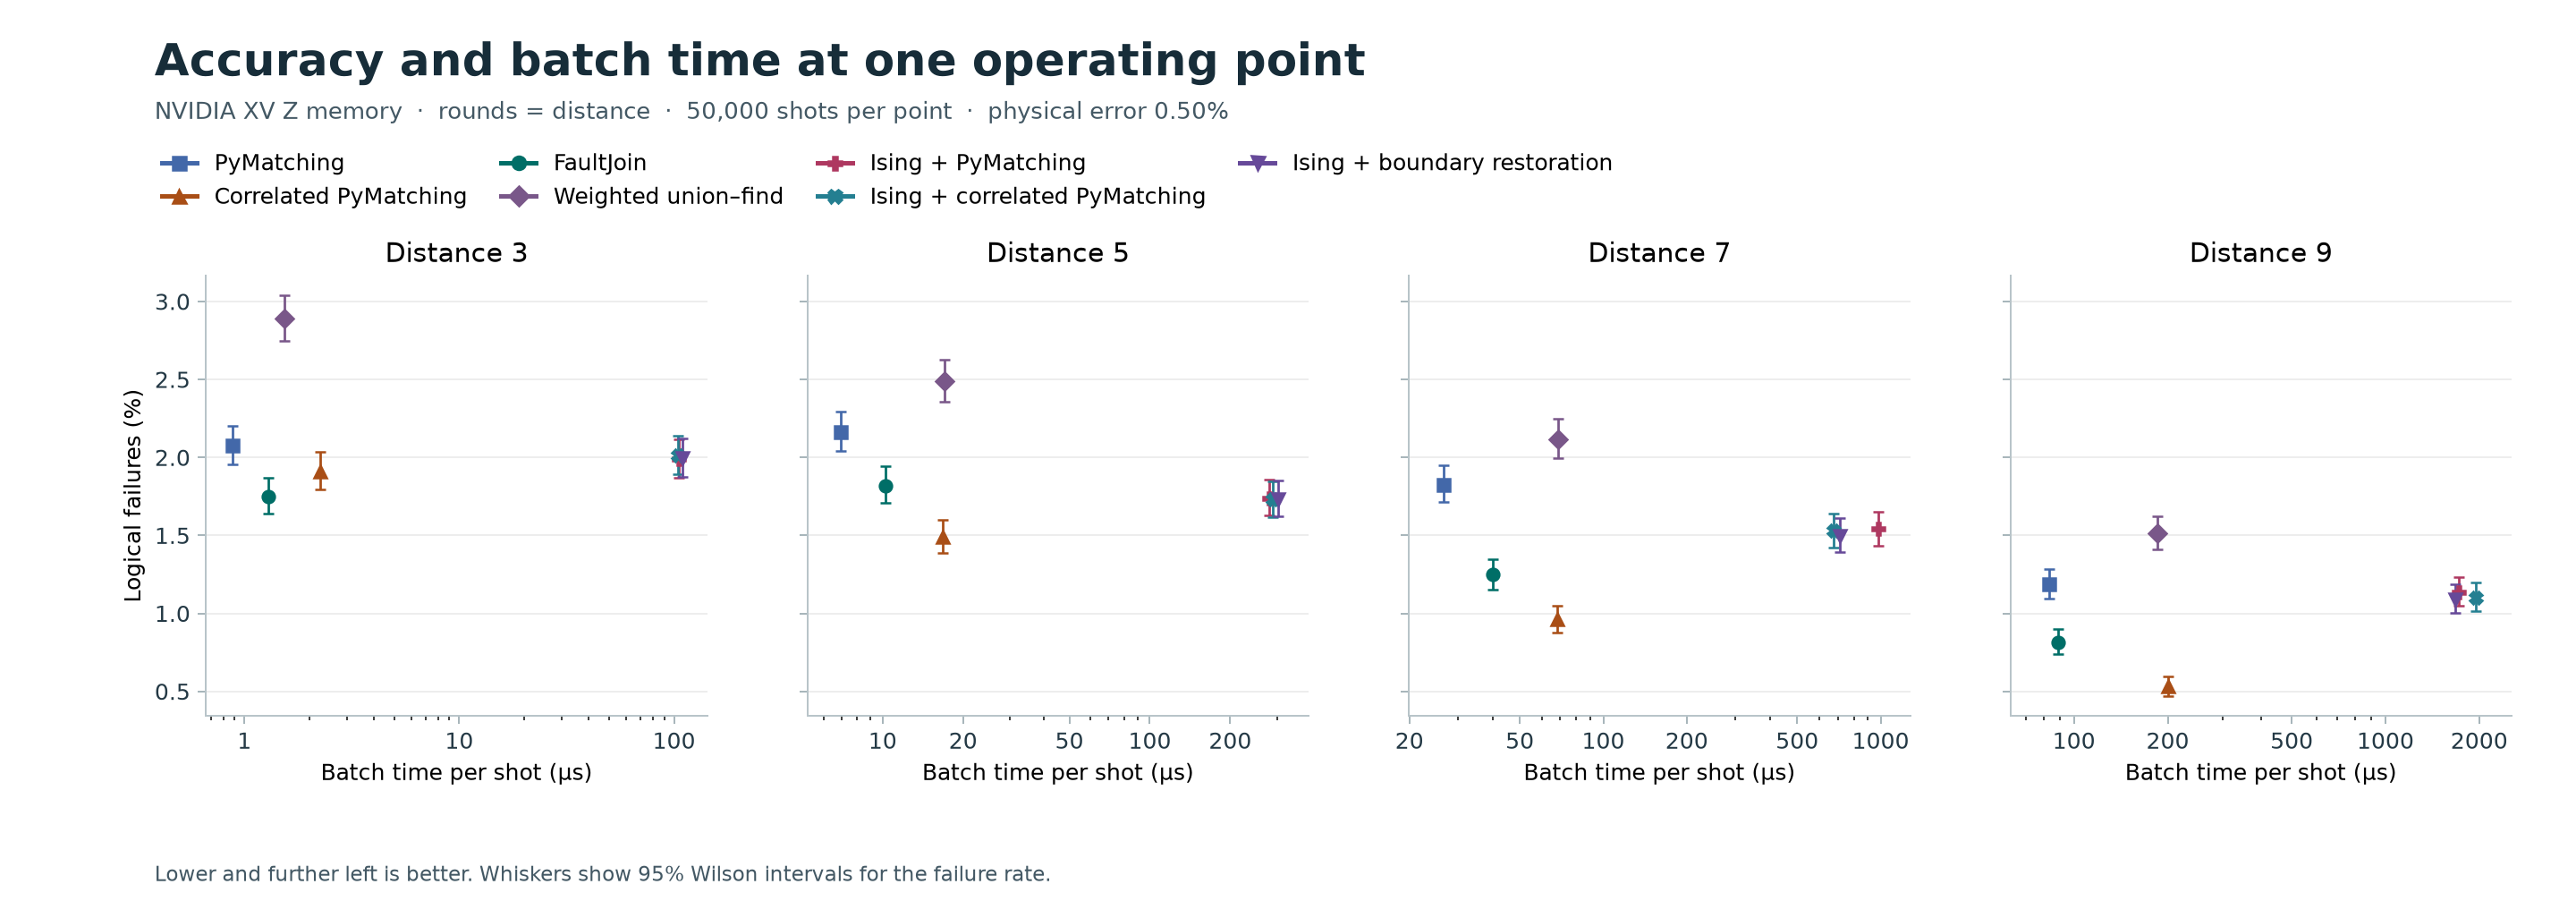 Accuracy and batch time at one operating point
NVIDIA XV Z memory · rounds = distance · 50,000 shots per point · physical error 0.50%
PyMatching
FaultJoin
Ising + PyMatching
Ising + boundary restoration
Correlated PyMatching
Weighted union–find
Ising + correlated PyMatching
Distance 3
Distance 5
Distance 7
Distance 9
Logical failures (%)
3.0
2.5
2.0
1.5
1.0
0.5
1 10 100
10 20 50 100 200
20 50 100 200 500 1000
100 200 500 1000 2000
Batch time per shot (µs)
Batch time per shot (µs)
Batch time per shot (µs)
Batch time per shot (µs)
Lower and further left is better. Whiskers show 95% Wilson intervals for the failure rate.